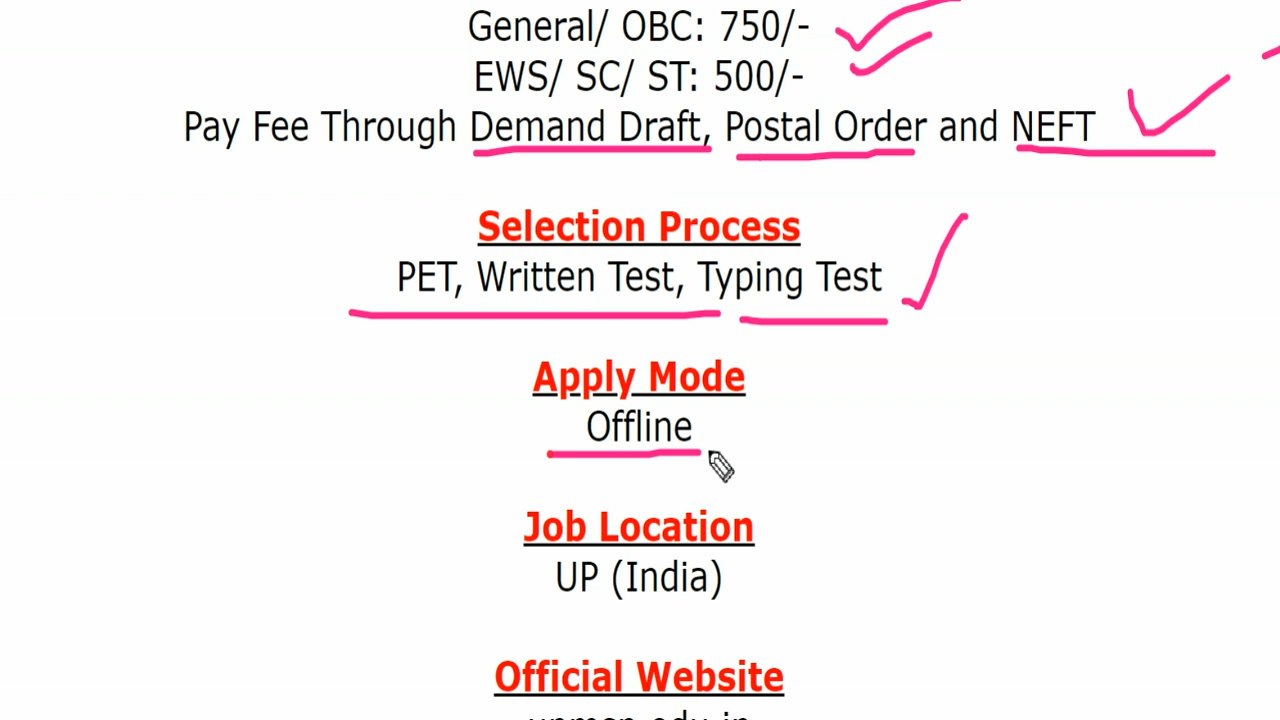 General/ OBC: 750/-
EWS/ SC/ ST: 500/-
Pay Fee Through Demand Draft, Postal Order and NEFT
Selection Process
PET, Written Test, Typing Test
Apply Mode
Offline
Job Location
UP (India)
Official Website